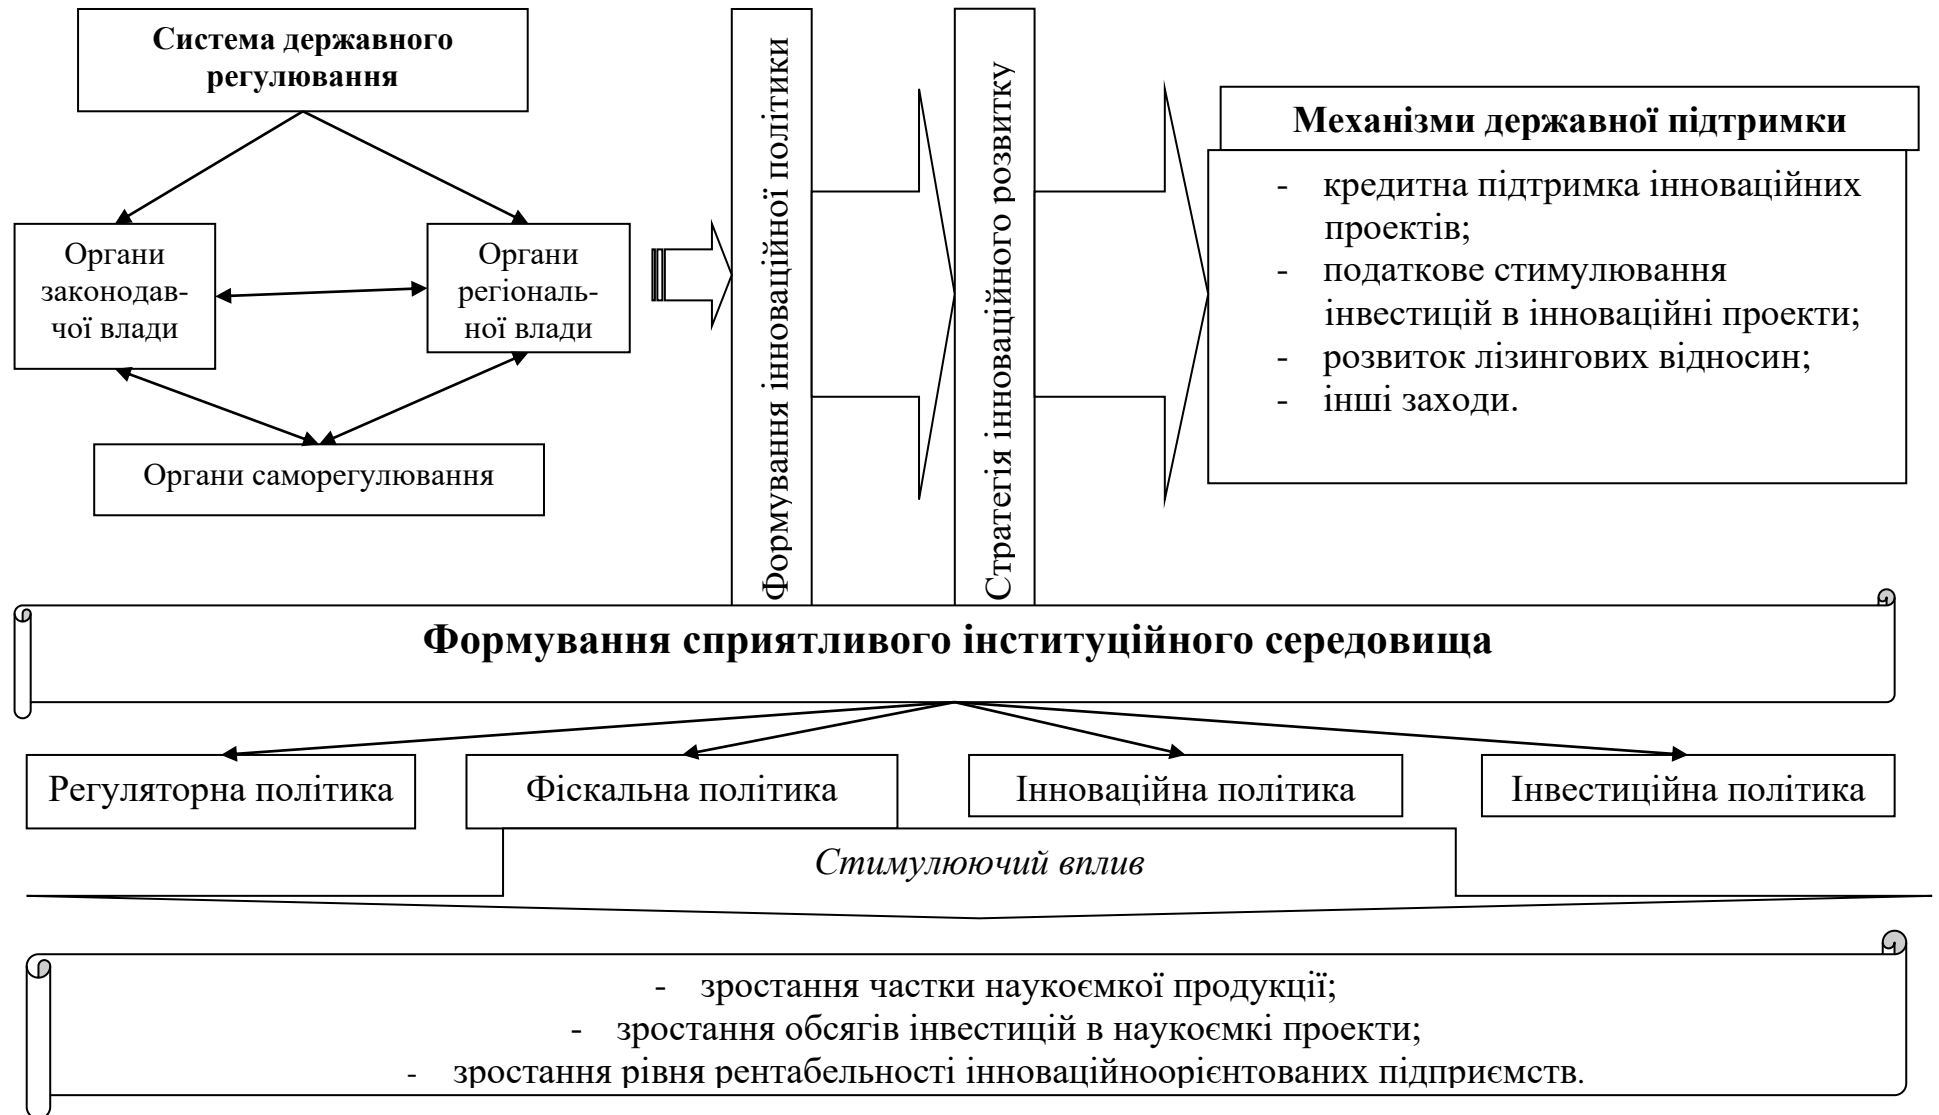 Система державного
регулювання
Органи
законодав-
чої влади
Органи
регіональ-
ної влади
Органи саморегулювання
Формування інноваційної політики
Стратегія інноваційного розвитку
Механізми державної підтримки
- кредитна підтримка інноваційних
проектів;
- податкове стимулювання
інвестицій в інноваційні проекти;
- розвиток лізингових відносин;
- інші заходи.
Формування сприятливого інституційного середовища
Регуляторна політика
Фіскальна політика
Інноваційна політика
Інвестиційна політика
Стимулюючий вплив
- зростання частки наукоємкої продукції;
- зростання обсягів інвестицій в наукоємкі проекти;
- зростання рівня рентабельності інноваційноорієнтованих підприємств.